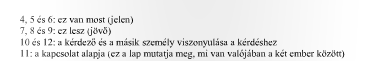 4, 5 és 6: ez van most (jelen)
7, 8 és 9: ez lesz (jövő)
10 és 12: a kérdező és a másik személy viszonyulása a kérdéshez
11: a kapcsolat alapja (ez a lap mutatja meg, mi van valójában a két ember között)